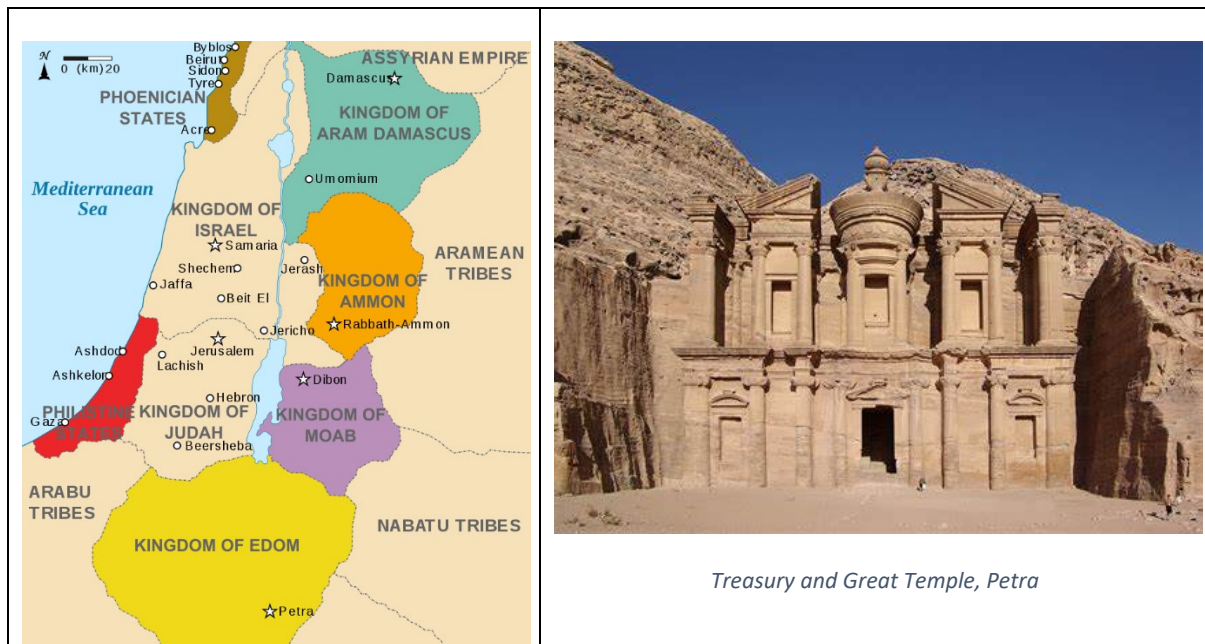 Byblos
Beirut
Sidon
Tyre
N
0 (km) 20
ASSYRIAN EMPIRE
Damascus
PHOENICIAN
STATES
KINGDOM OF
ARAM DAMASCUS
Acre
Mediterranean
Sea
Umomium
KINGDOM OF
ISRAEL
Samaria
ARAMEAN
TRIBES
Shechem
Jerash
Jaffa
KINGDOM OF
AMMON
Beit El
Jericho
Rabbath-Ammon
Jerusalem
Ashdod
Lachish
Ashkelon
Dibon
Hebron
PHILISTINE
STATES
Gaza
KINGDOM OF
JUDAH
KINGDOM OF
MOAB
Beersheba
ARABU
TRIBES
NABATU TRIBES
KINGDOM OF EDOM
Petra
Treasury and Great Temple, Petra